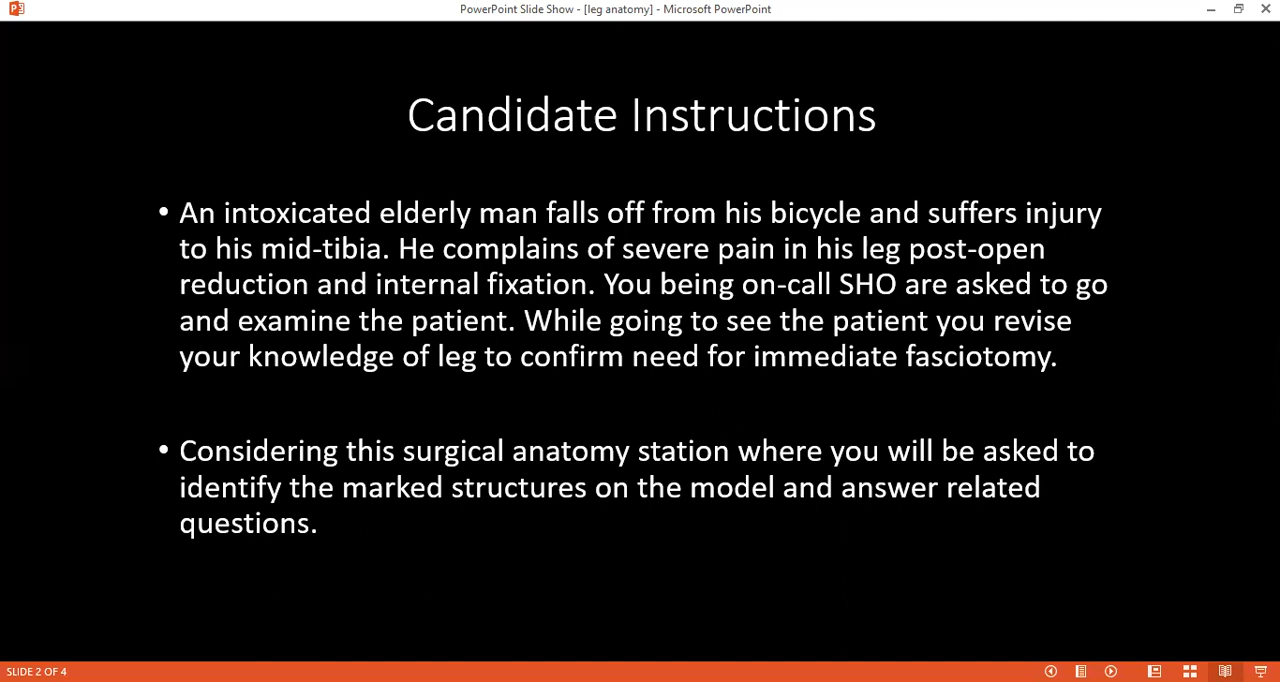 PowerPoint Slide Show - [leg anatomy] - Microsoft PowerPoint
Candidate Instructions
• An intoxicated elderly man falls off from his bicycle and suffers injury
to his mid-tibia. He complains of severe pain in his leg post-open
reduction and internal fixation. You being on-call SHO are asked to go
and examine the patient. While going to see the patient you revise
your knowledge of leg to confirm need for immediate fasciotomy.
• Considering this surgical anatomy station where you will be asked to
identify the marked structures on the model and answer related
questions.
SLIDE 2 OF 4